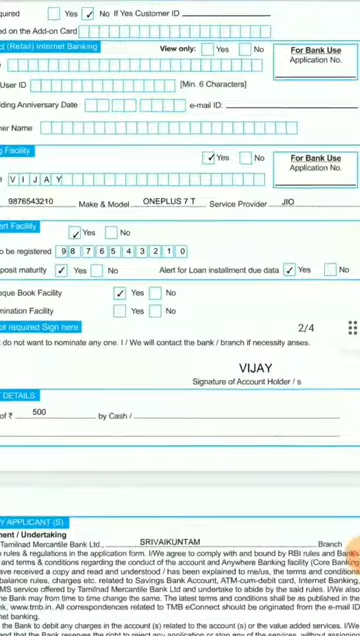 quired Yes ✓ No If Yes Customer ID
ed on the Add-on Card
ct (Retail) Internet Banking View only: Yes No For Bank Use
Application No.
User ID [Min. 6 Characters]
ding Anniversary Date e-mail ID:
her Name
g Facility ✓ Yes No For Bank Use
Application No.
e V I J A Y
9876543210 Make & Model ONEPLUS 7 T Service Provider JIO
ert Facility ✓ Yes No
o be registered 9 8 7 6 5 4 3 2 1 0
posit maturity ✓ Yes No Alert for Loan installment due data ✓ Yes No
eque Book Facility ✓ Yes No
mination Facility Yes No
ot required Sign here 2/4
do not want to nominate any one. I / We will contact the bank / branch if necessity arises.
VIJAY
Signature of Account Holder / s
DETAILS
of ₹ 500 by Cash /
Y APPLICANT (S)
ment / Undertaking
Tamilnad Mercantile Bank Ltd., SRIVAIKUNTAM Branch
e rules & regulations in the application form. I/We agree to comply with and bound by RBI rules and Bank's
and terms & conditions regarding the conduct of the account and Anywhere Banking facility (Core Banking
ave received a copy and read and understood / has been explained to me/us, the terms and conditions
balance rules, charges etc. related to Savings Bank Account, ATM-cum-debit card, Internet Banking,
MS service offered by Tamilnad Mercantile Bank Ltd and undertake to abide by the said rules. I/We also
he Bank may from time to time change the same. The latest terms and conditions shall be as published in the
nk, www.tmb.in. All correspondences related to TMB eConnect should be originated from the e-mail ID
net banking.
e Bank to debit any charges in the account (s) related to the account or the value added services. I/We
d that the Bank reserves the right to reject any application or stop any of the services, without assigning